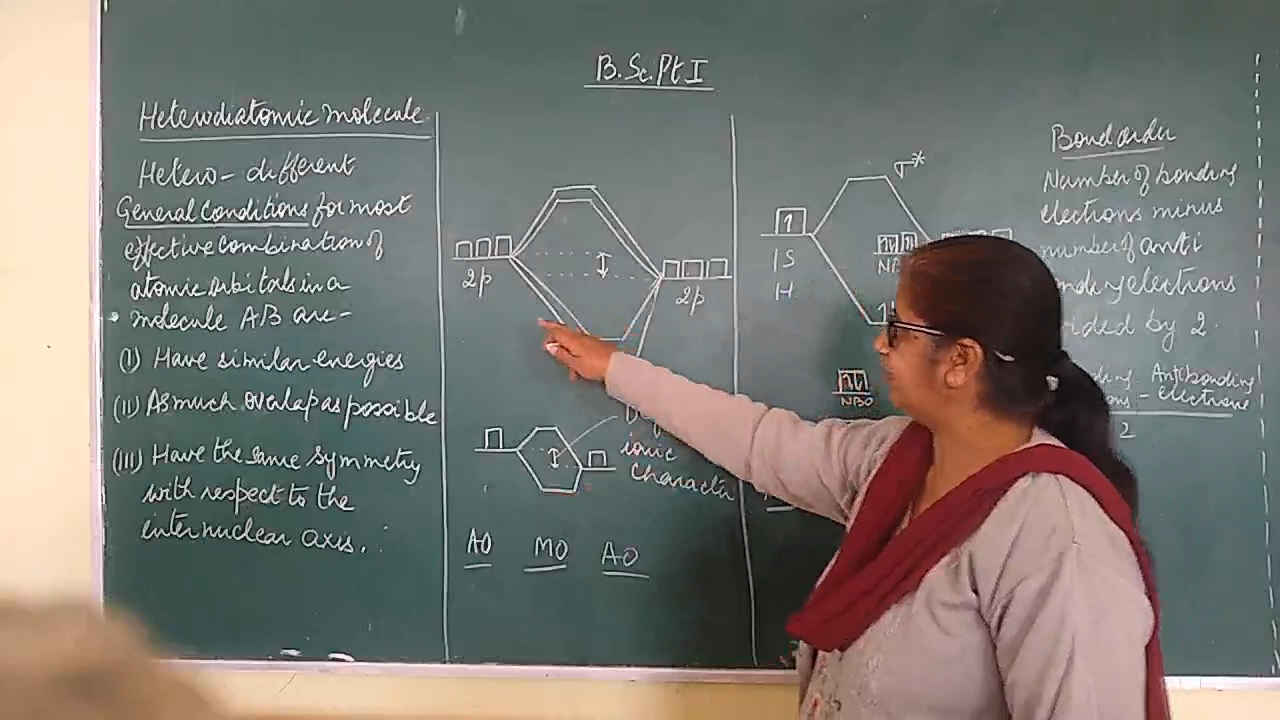 B.Sc.Pt I
Heterodiatomic molecule
Hetero - different
General conditions for most
effective combination of
atomic orbitals in a
molecule AB are-
(I) Have similar energies
(II) As much overlap as possible
(III) Have the same symmetry
with respect to the
internuclear axis.
2p
2p
ionic
character
AO MO AO
σ*
1S
H
NBO
Bond order
Number of bonding
electrons minus
number of anti
electrons
by 2.
Antibonding
- electrons
2